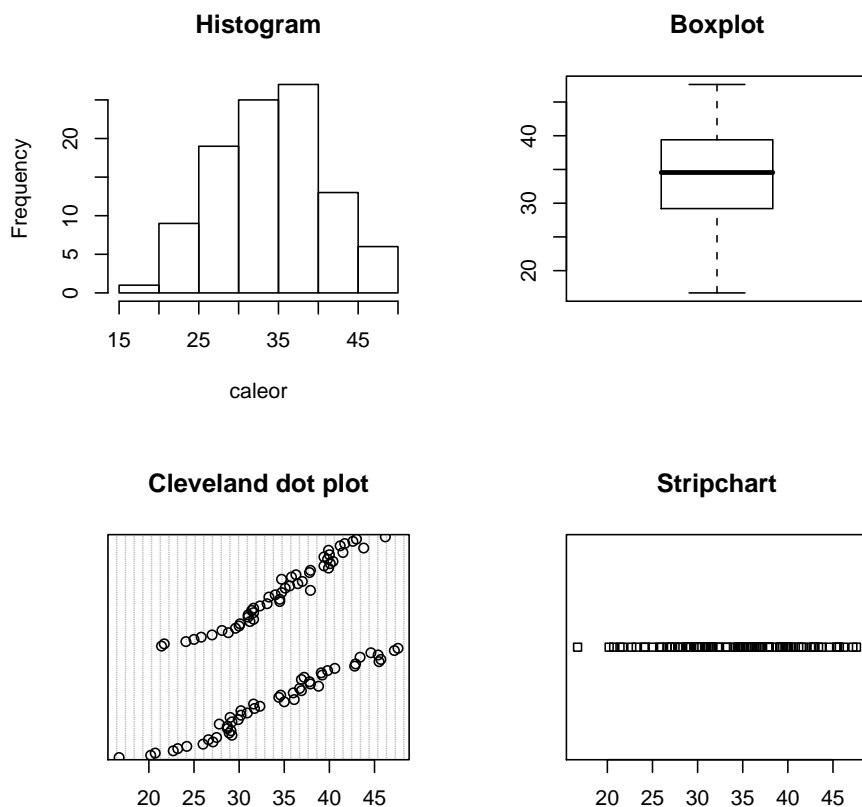 Histogram
Frequency
0 5 10 20
15 25 35 45
caleor
Boxplot
20 30 40
Cleveland dot plot
20 25 30 35 40 45
Stripchart
20 25 30 35 40 45